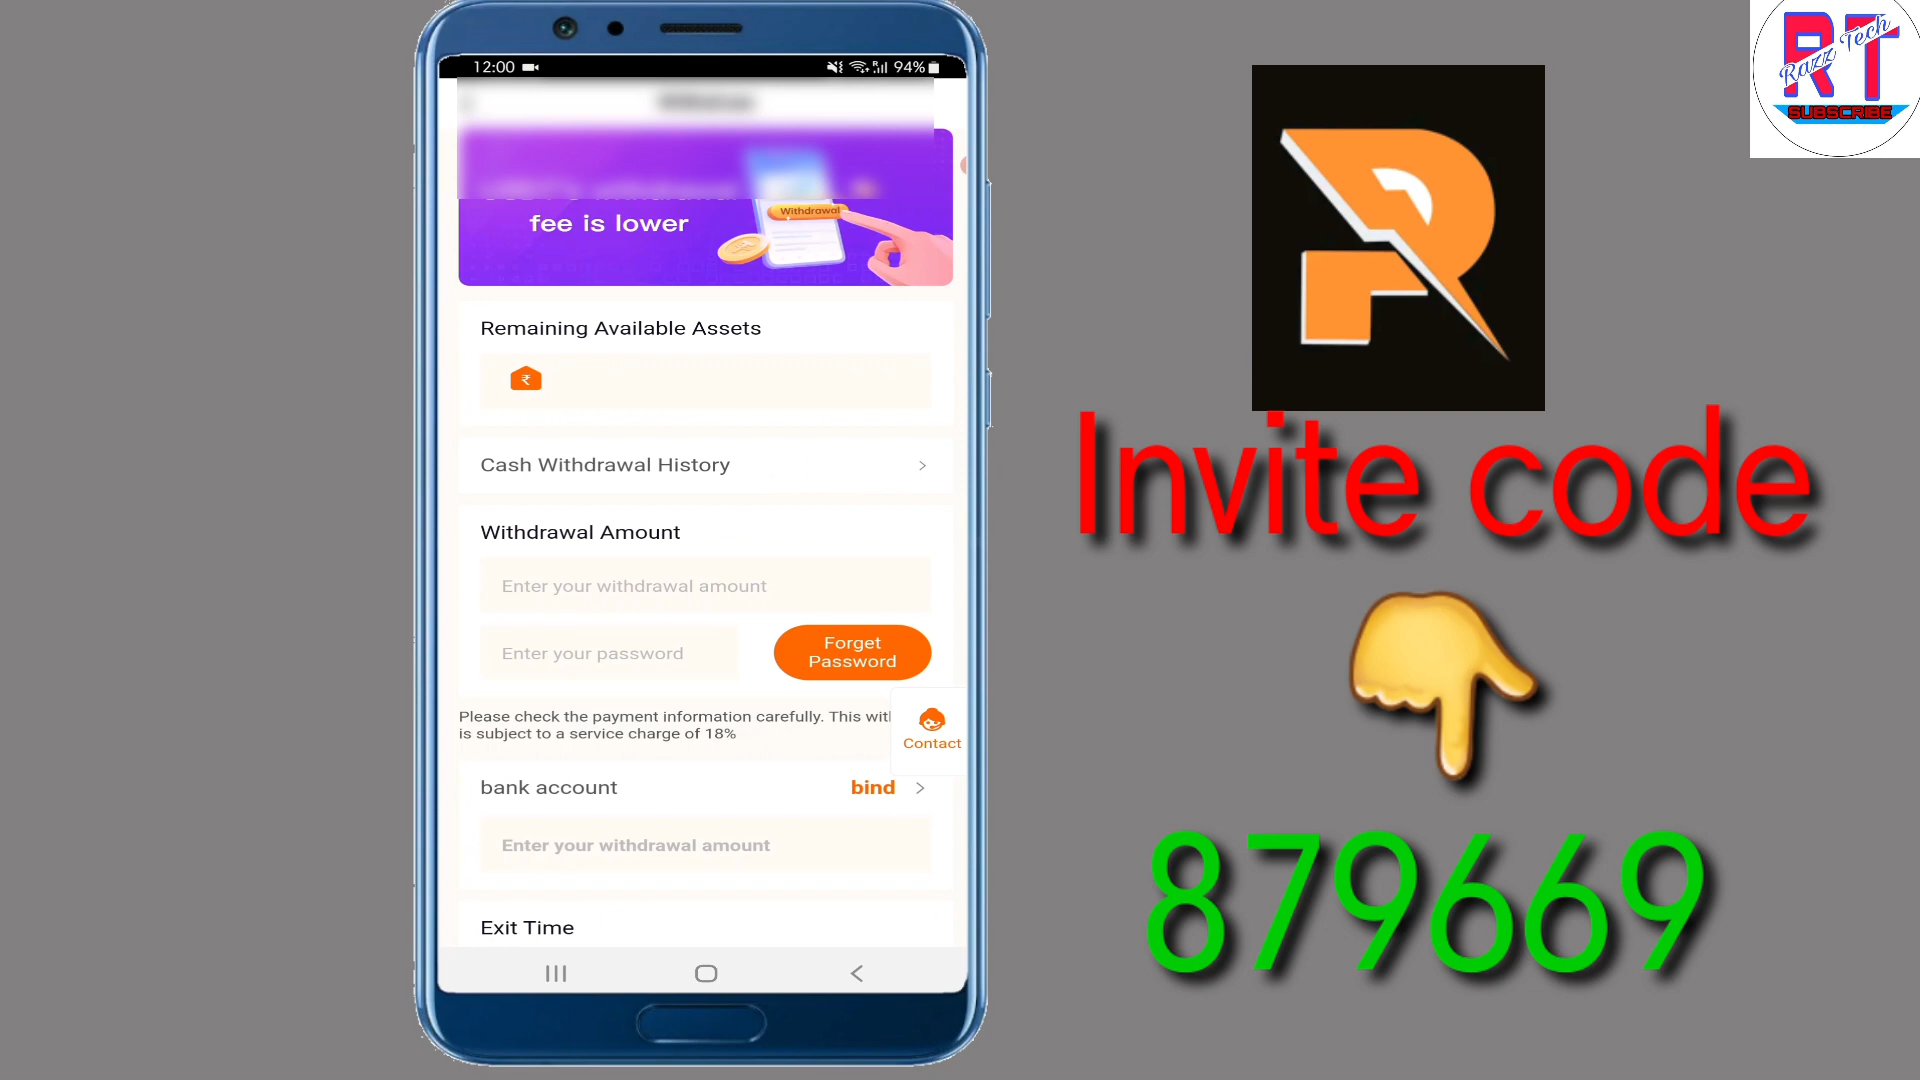 12:00
94%
fee is lower
Withdrawal
Remaining Available Assets
₹
Cash Withdrawal History
Withdrawal Amount
Enter your withdrawal amount
Enter your password
Forget
Password
Please check the payment information carefully. This
is subject to a service charge of 18%
Contact
bank account
bind
Enter your withdrawal amount
Exit Time
RT
Razz Tech
SUBSCRIBE
Invite code
879669